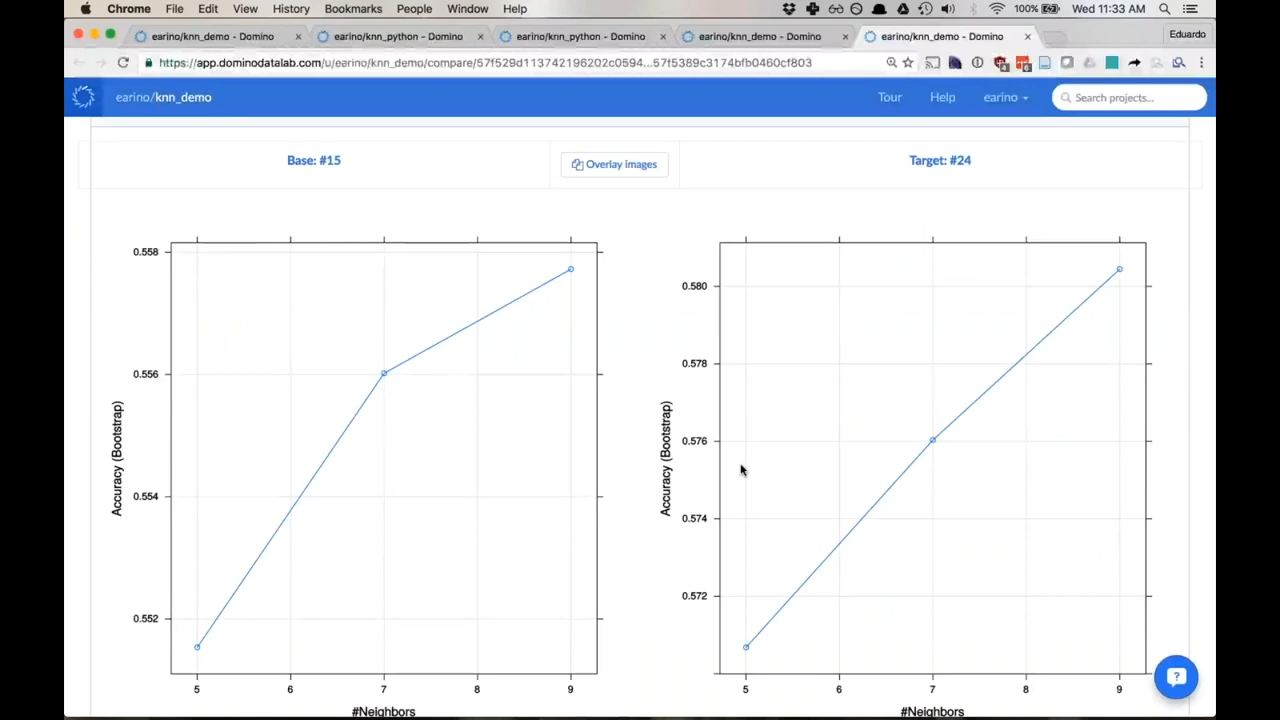 Chrome File Edit View History Bookmarks People Window Help 100% Wed 11:33 AM
earino/knn_demo - Domino earino/knn_python - Domino earino/knn_python - Domino earino/knn_demo - Domino earino/knn_demo - Domino Eduardo
https://app.dominodatalab.com/u/earino/knn_demo/compare/57f529d113742196202c0594...57f5389c3174bfb0460cf803
earino/knn_demo Tour Help earino Search projects...
Base: #15 Overlay images Target: #24
0.558
0.556
0.554
0.552
Accuracy (Bootstrap)
5 6 7 8 9
#Neighbors
0.580
0.578
0.576
0.574
0.572
Accuracy (Bootstrap)
5 6 7 8 9
#Neighbors